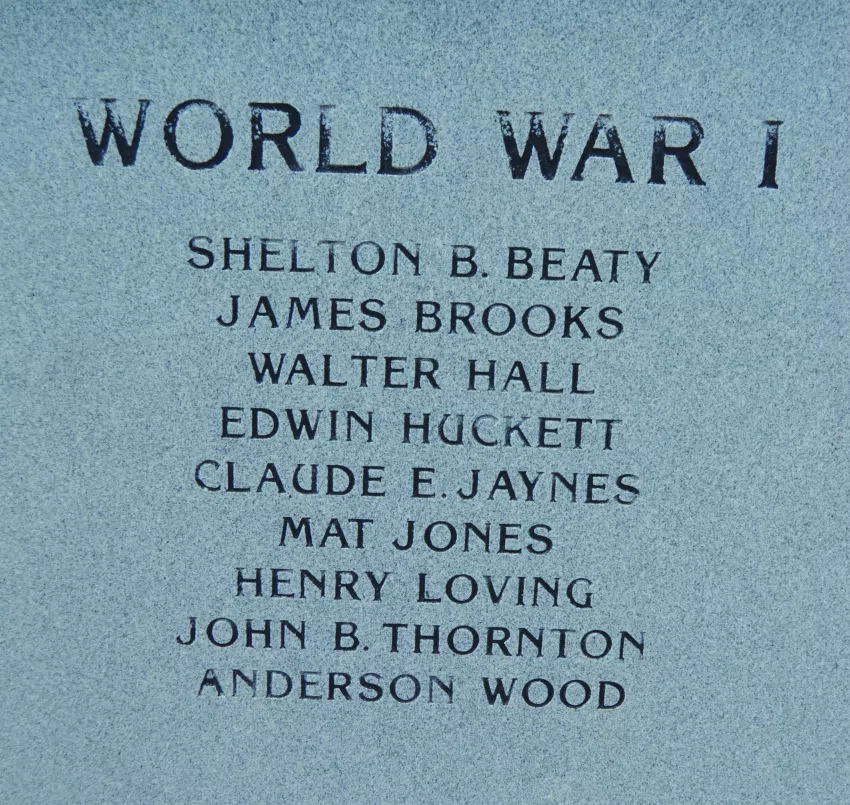 WORLD WAR I
SHELTON B. BEATY
JAMES BROOKS
WALTER HALL
EDWIN HUCKETT
CLAUDE E. JAYNES
MAT JONES
HENRY LOVING
JOHN B. THORNTON
ANDERSON WOOD